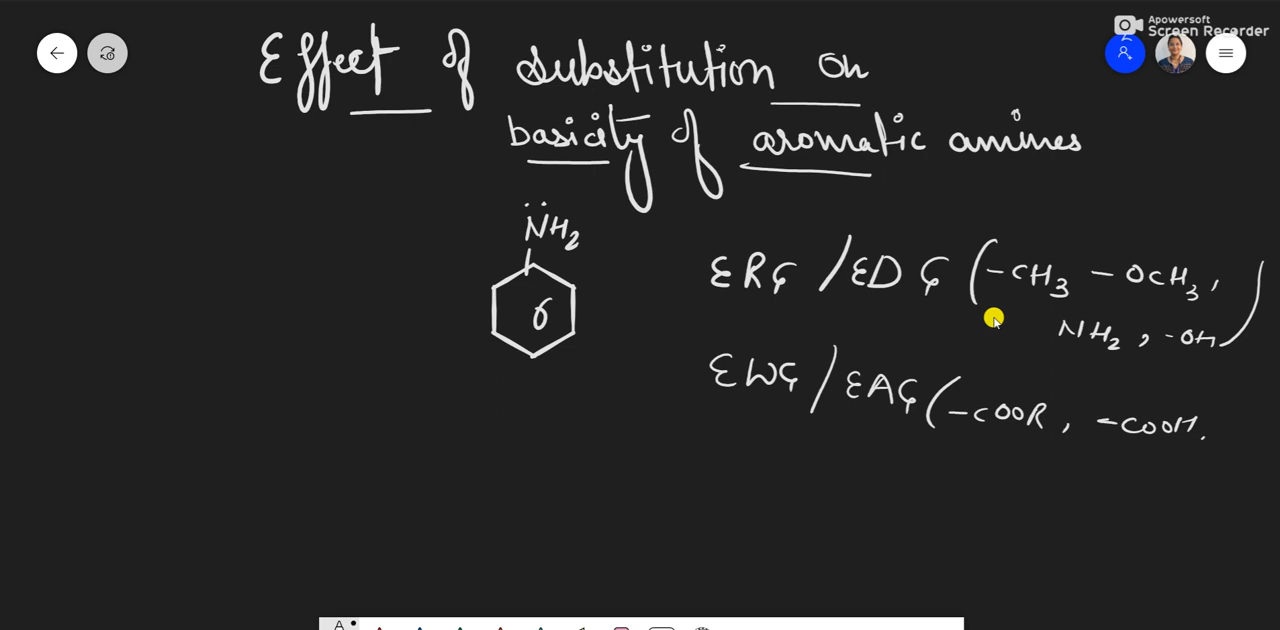 Apowersoft
Screen Recorder
Effect of substitution on
basicity of aromatic amines
N̈H₂
ERG / EDG (-CH₃ - OCH₃,
NH₂, -OH)
EWG / EAG (-COOR, -COOH.
A